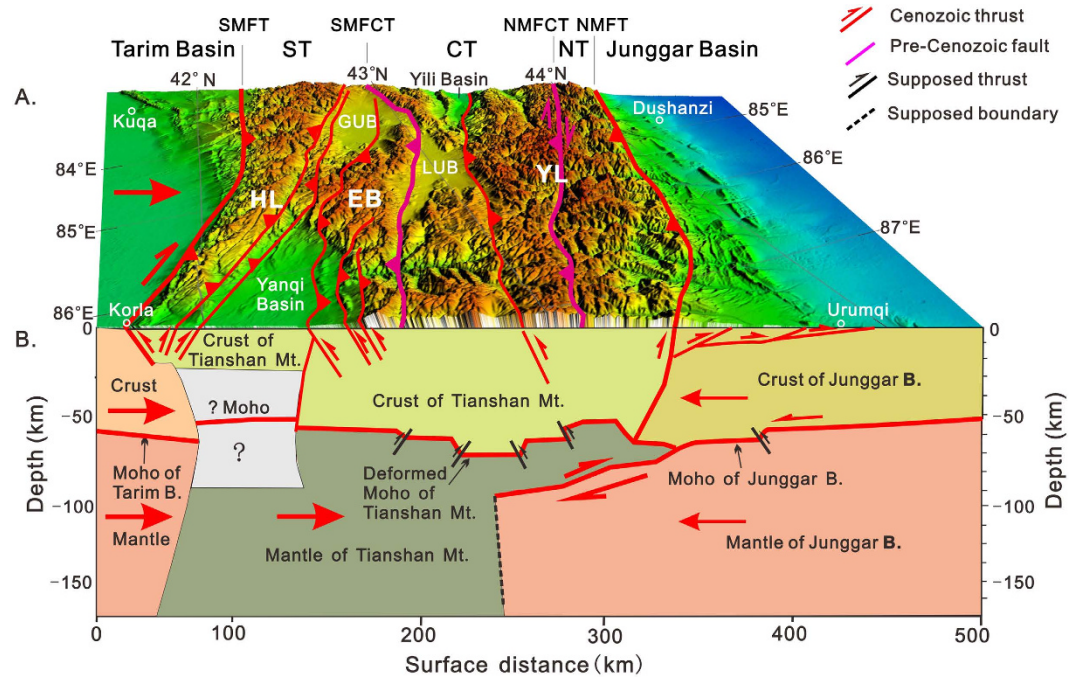 SMFT SMFCT NMFCT NMFT
Tarim Basin ST CT NT Junggar Basin
42°N 43°N Yili Basin 44°N
A.
Kuqa
GUB
Dushanzi
85°E
84°E
LUB
86°E
HL EB YL
85°E
87°E
Yanqi
Basin
86°E
Korla
Urumqi
Cenozoic thrust
Pre-Cenozoic fault
Supposed thrust
Supposed boundary
B.
0
0
Crust of
Tianshan Mt.
Crust
? Moho
Crust of Tianshan Mt.
Crust of Junggar B.
-50
-50
?
Moho of
Tarim B.
Deformed
Moho of
Tianshan Mt.
Moho of Junggar B.
-100
-100
Mantle
Mantle of Tianshan Mt.
Mantle of Junggar B.
-150
-150
Depth (km)
Depth (km)
0 100 200 300 400 500
Surface distance (km)